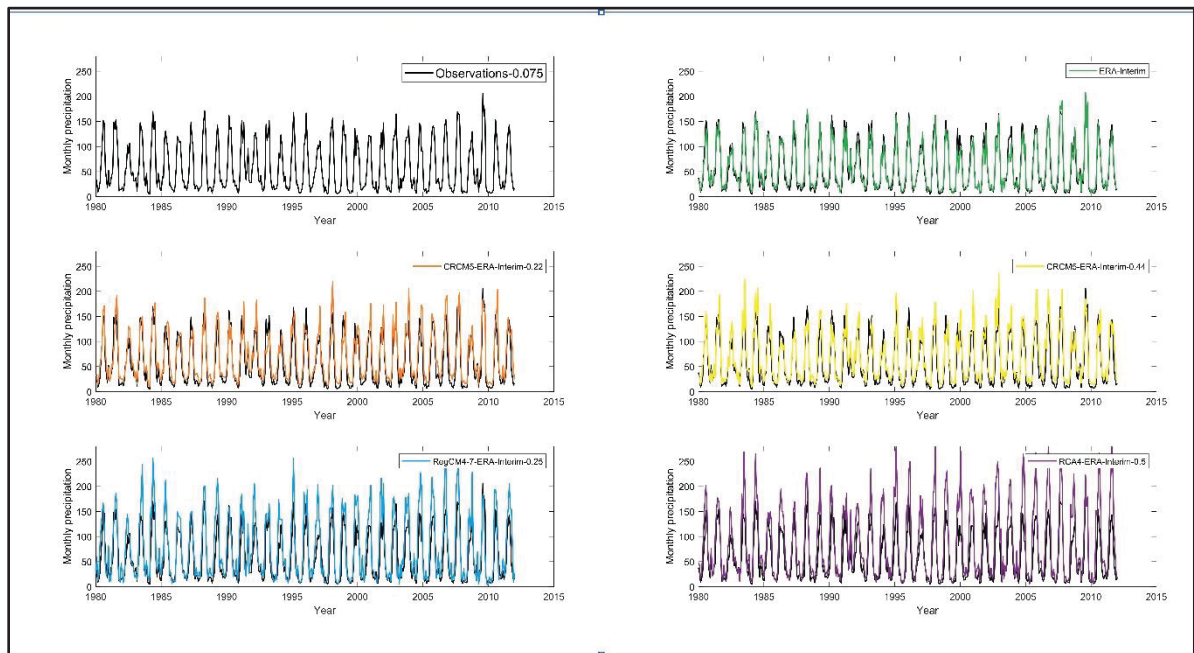 Observations-0.075
Monthly precipitation
250
200
150
100
50
0
1980 1985 1990 1995 2000 2005 2010 2015
Year
ERA-Interim
Monthly precipitation
250
200
150
100
50
0
1980 1985 1990 1995 2000 2005 2010 2015
Year
CRCM5-ERA-Interim-0.22
Monthly precipitation
250
200
150
100
50
0
1980 1985 1990 1995 2000 2005 2010 2015
Year
CRCM5-ERA-Interim-0.44
Monthly precipitation
250
200
150
100
50
0
1980 1985 1990 1995 2000 2005 2010 2015
Year
RegCM4-7-ERA-Interim-0.25
Monthly precipitation
250
200
150
100
50
0
1980 1985 1990 1995 2000 2005 2010 2015
Year
RCA4-ERA-Interim-0.5
Monthly precipitation
250
200
150
100
50
0
1980 1985 1990 1995 2000 2005 2010 2015
Year